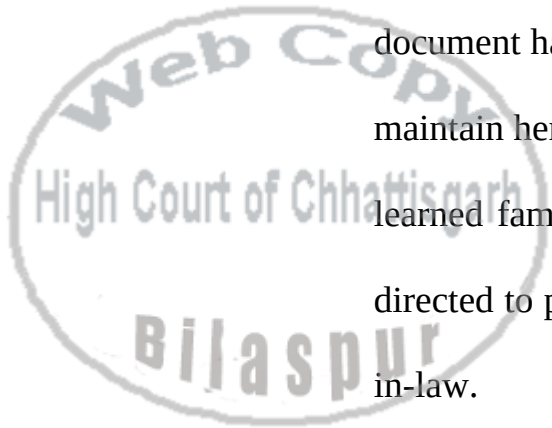 document ha
Web Copy
maintain her
High Court of Chhattisgarh
learned fam
directed to p
Bilaspur
in-law.